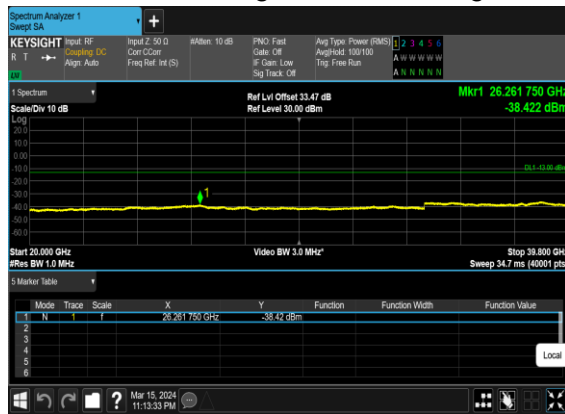 Spectrum Analyzer 1
Swept SA
KEYSIGHT Input: RF Input Z: 50 Ω #Atten: 10 dB PNO: Fast Avg Type: Power (RMS) 1 2 3 4 5 6
R T Coupling: DC Corr CCorr Gate: Off Avg|Hold: 100/100 A W W W W W
Align: Auto Freq Ref: Int (S) IF Gain: Low Trig: Free Run
LW Sig Track: Off A N N N N N
1 Spectrum Ref Lvl Offset 33.47 dB Mkr1 26.261 750 GHz
Scale/Div 10 dB Ref Level 30.00 dBm -38.422 dBm
Log
20.0
10.0
0.00
-10.0 DL1 -13.00 dBm
-20.0
-30.0 1
-40.0
-50.0
-60.0
Start 20.000 GHz Video BW 3.0 MHz* Stop 39.800 GHz
#Res BW 1.0 MHz Sweep 34.7 ms (40001 pts
5 Marker Table
Mode Trace Scale X Y Function Function Width Function Value
1 N 1 f 26.261 750 GHz -38.42 dBm
2
3
4
5
6
Local
? Mar 15, 2024
11:13:33 PM